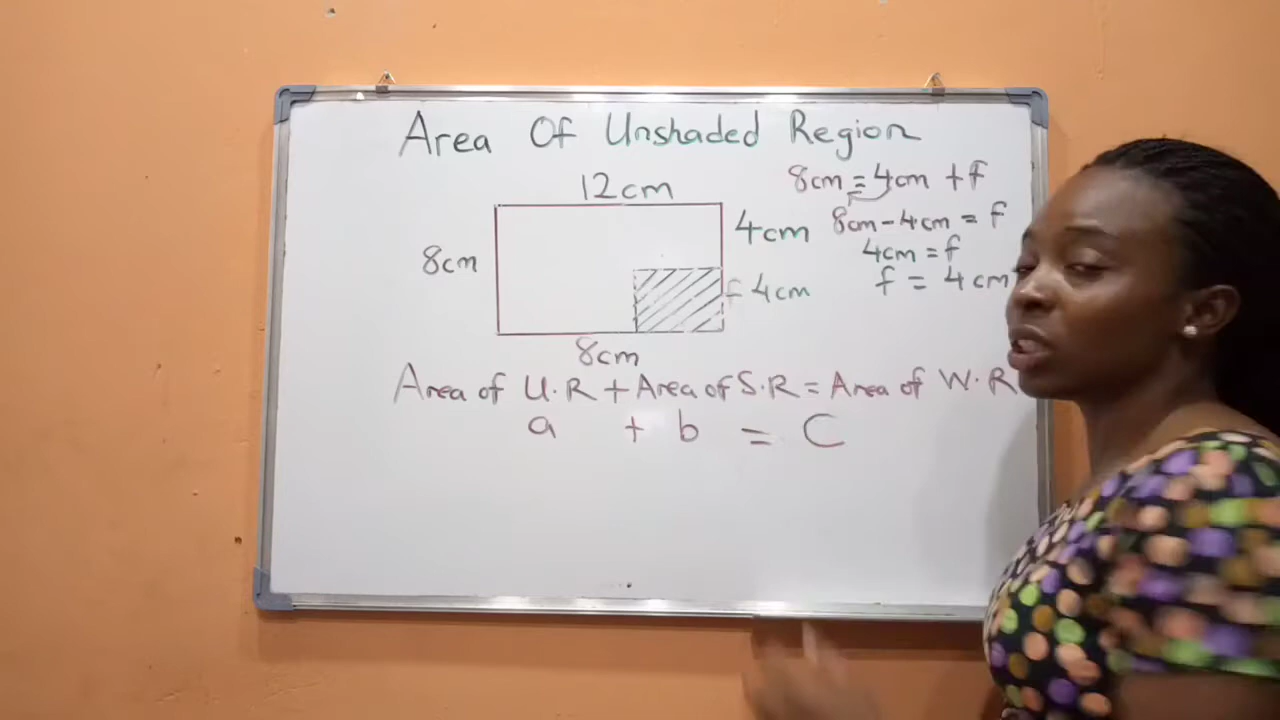 Area Of Unshaded Region
12cm
8cm
4cm
f 4cm
8cm
8cm = 4cm + f
8cm - 4cm = f
4cm = f
f = 4cm
Area of U.R + Area of S.R = Area of W.R
a + b = C